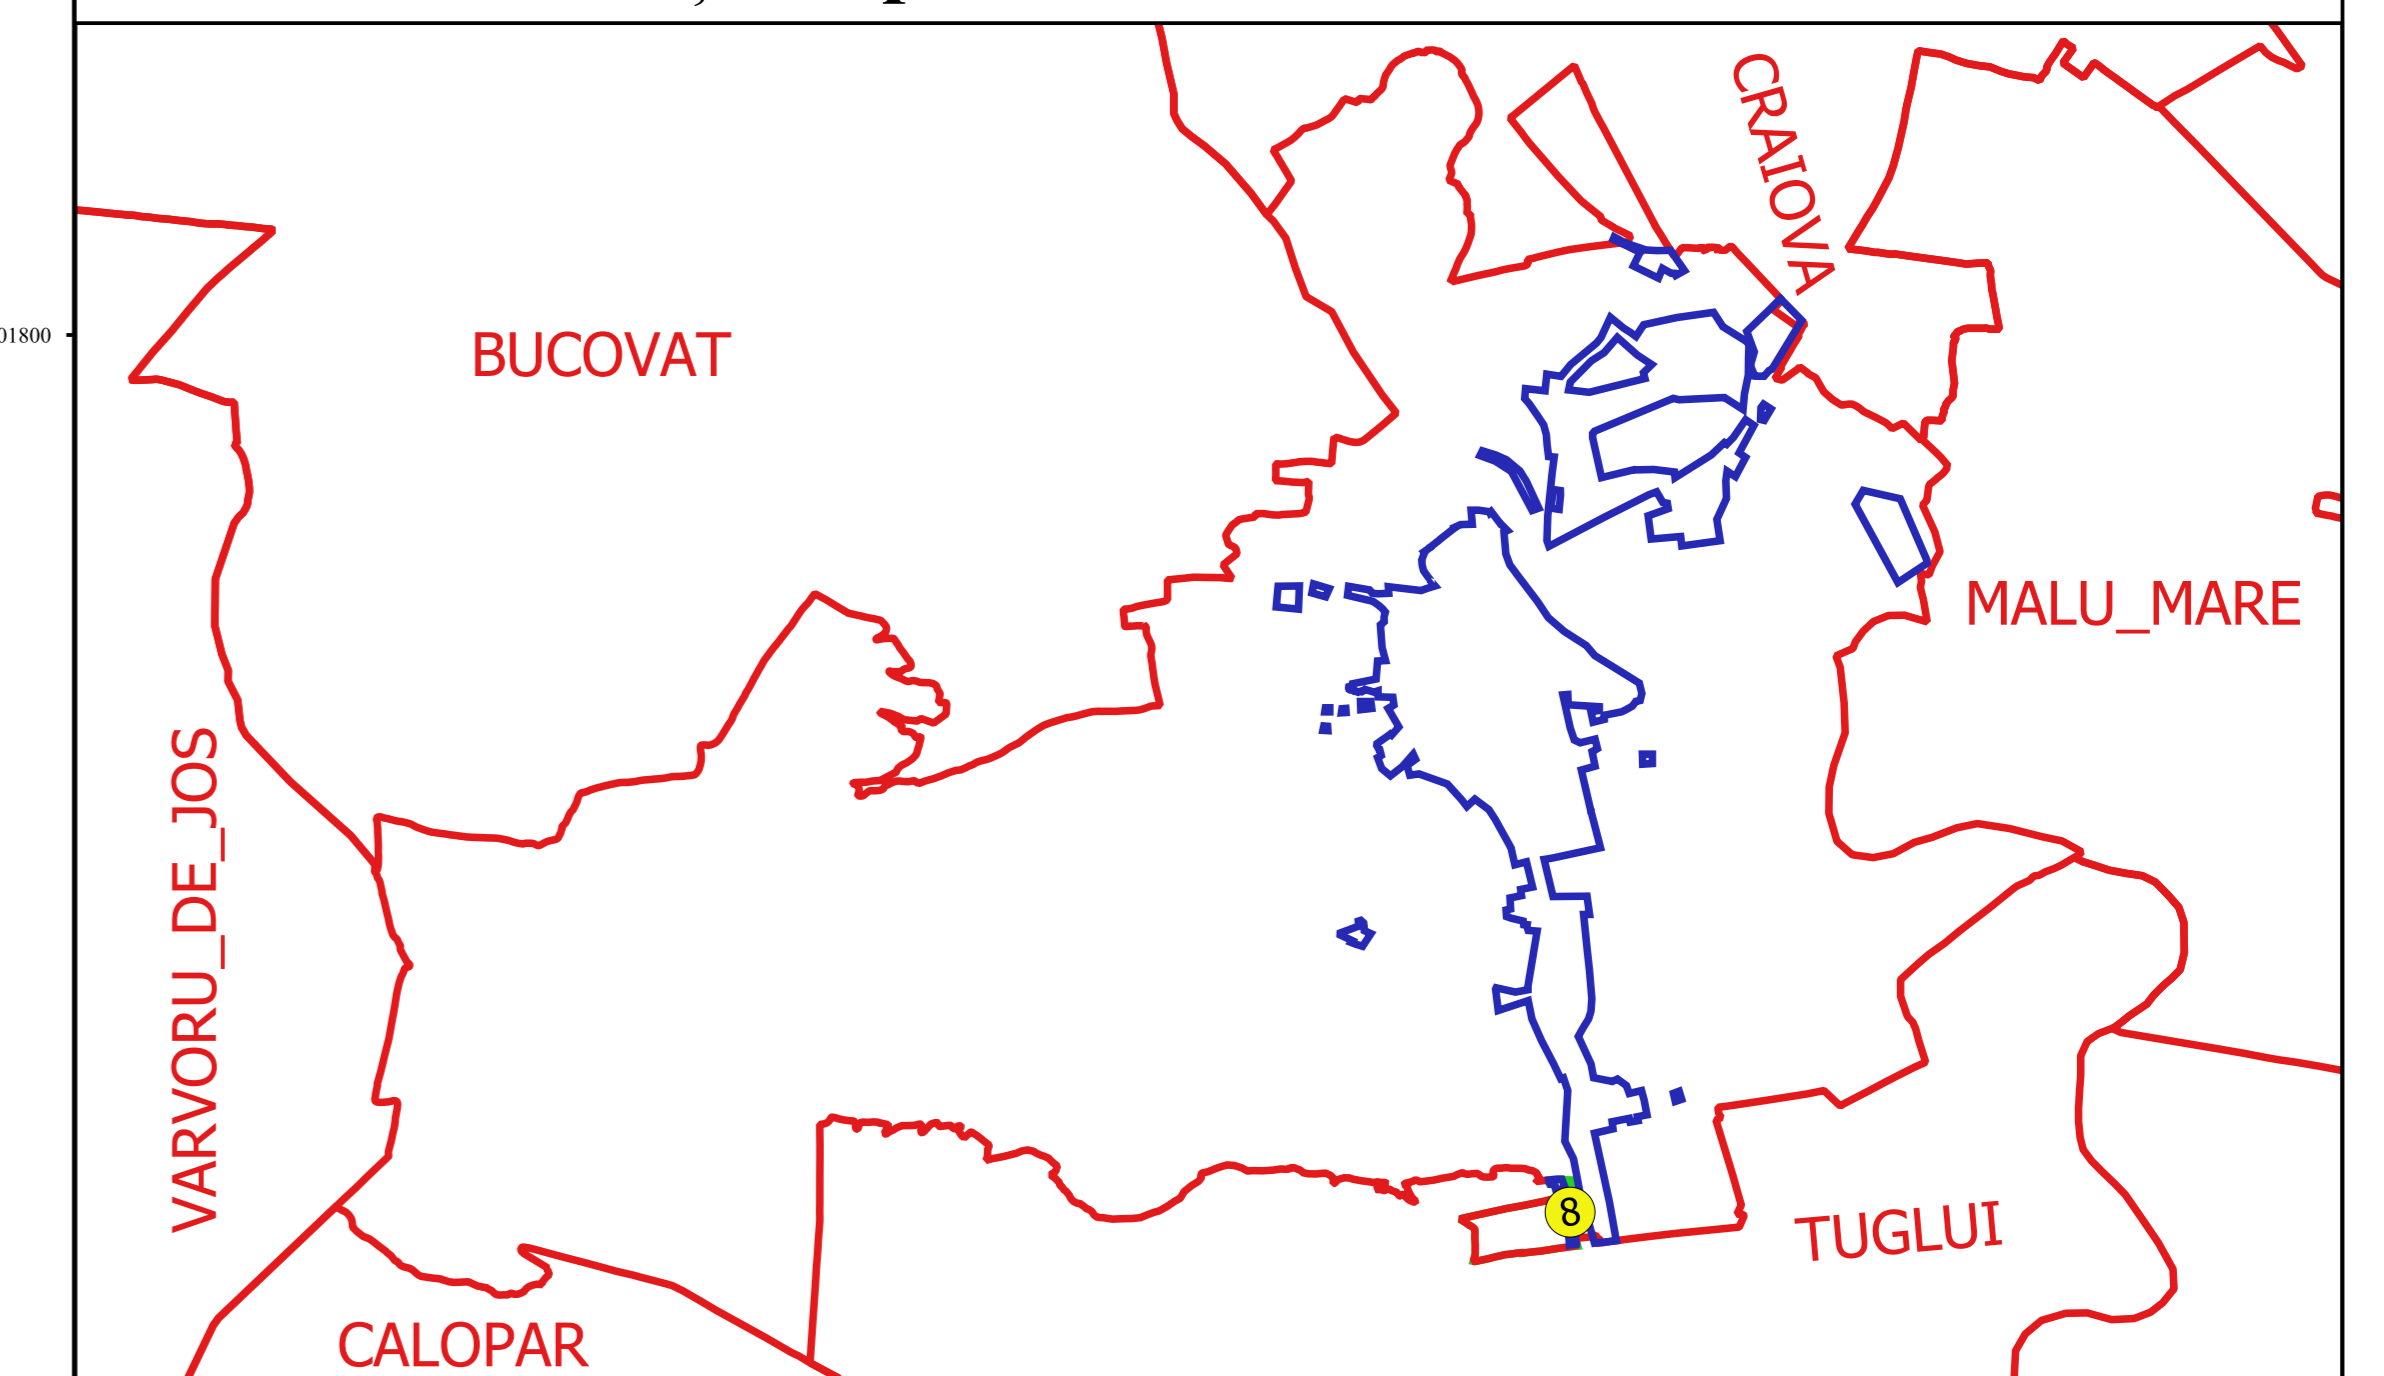 CRAIOVA
01800
BUCOVAT
MALU_MARE
VARVORU_DE_JOS
8
TUGLUI
CALOPAR